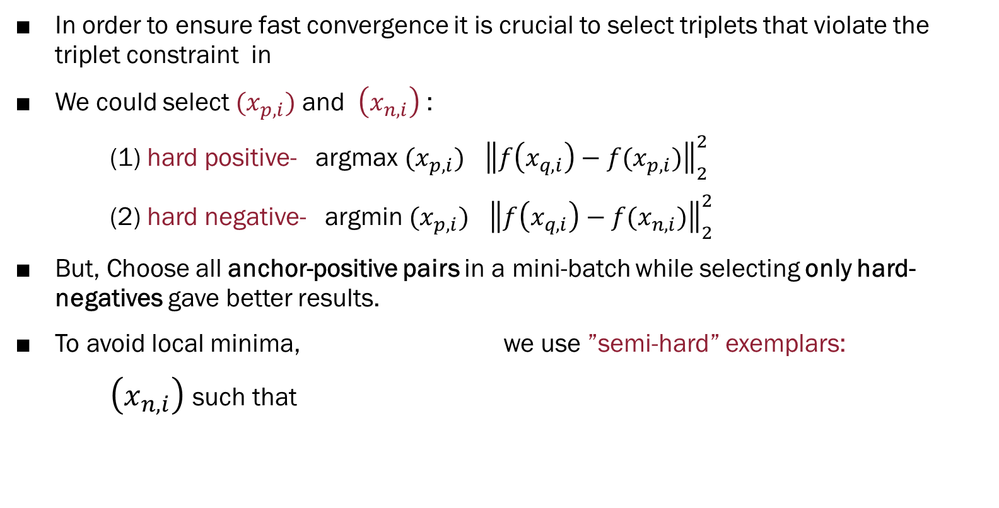 ■ In order to ensure fast convergence it is crucial to select triplets that violate the
triplet constraint in
■ We could select (x_{p,i}) and (x_{n,i}) :
(1) hard positive- argmax (x_{p,i}) ‖f(x_{q,i}) − f(x_{p,i})‖_2^2
(2) hard negative- argmin (x_{p,i}) ‖f(x_{q,i}) − f(x_{n,i})‖_2^2
■ But, Choose all anchor-positive pairs in a mini-batch while selecting only hard-
negatives gave better results.
■ To avoid local minima, we use ”semi-hard” exemplars:
(x_{n,i}) such that